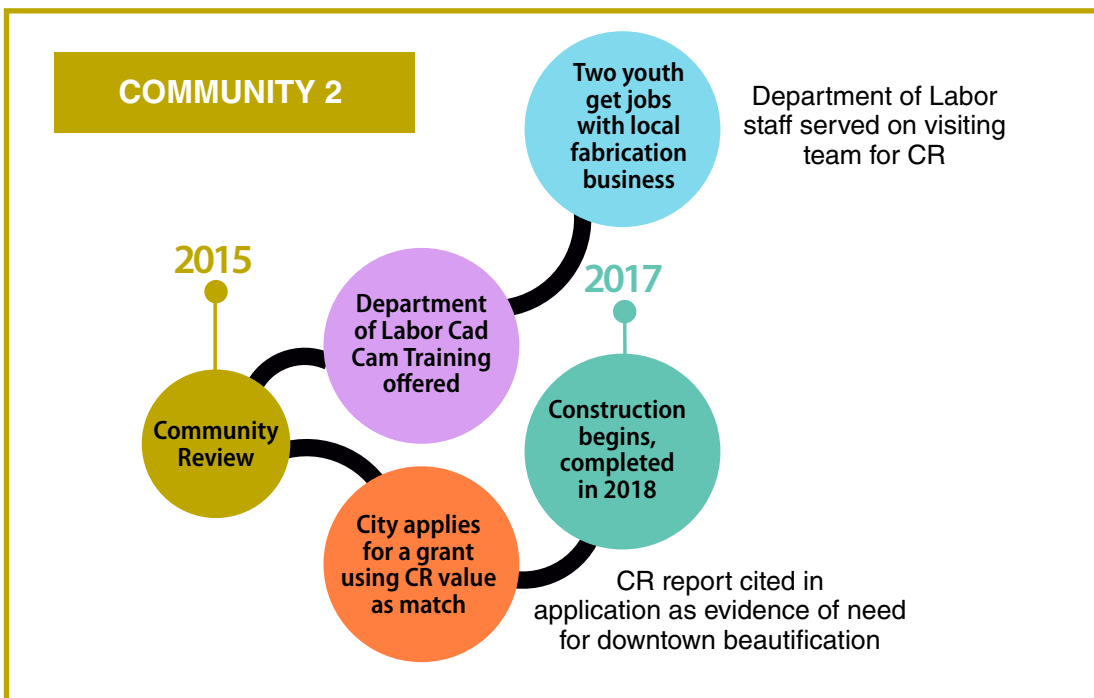 COMMUNITY 2
Two youth
get jobs
with local
fabrication
business
Department of Labor
staff served on visiting
team for CR
2015
Department
of Labor Cad
Cam Training
offered
2017
Community
Review
Construction
begins,
completed
in 2018
City applies
for a grant
using CR value
as match
CR report cited in
application as evidence of need
for downtown beautification